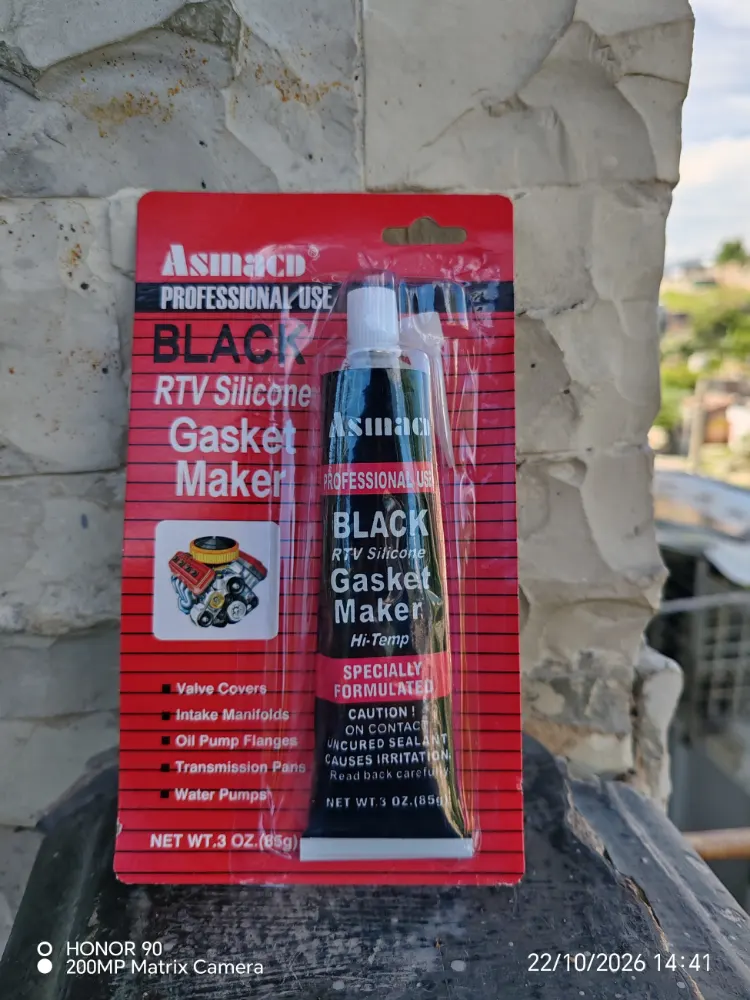 Asmaco
PROFESSIONAL USE
BLACK
RTV Silicone
Gasket
Maker
Valve Covers
Intake Manifolds
Oil Pump Flanges
Transmission Pans
Water Pumps
NET WT.3 OZ.(85g)
Asmaco
PROFESSIONAL USE
BLACK
RTV Silicone
Gasket
Maker
Hi-Temp
SPECIALLY
FORMULATED
CAUTION !
ON CONTACT
UNCURED SEALANT
CAUSES IRRITATION.
Read back carefully
NET WT.3 OZ.(85g)
HONOR 90
200MP Matrix Camera
22/10/2026 14:41